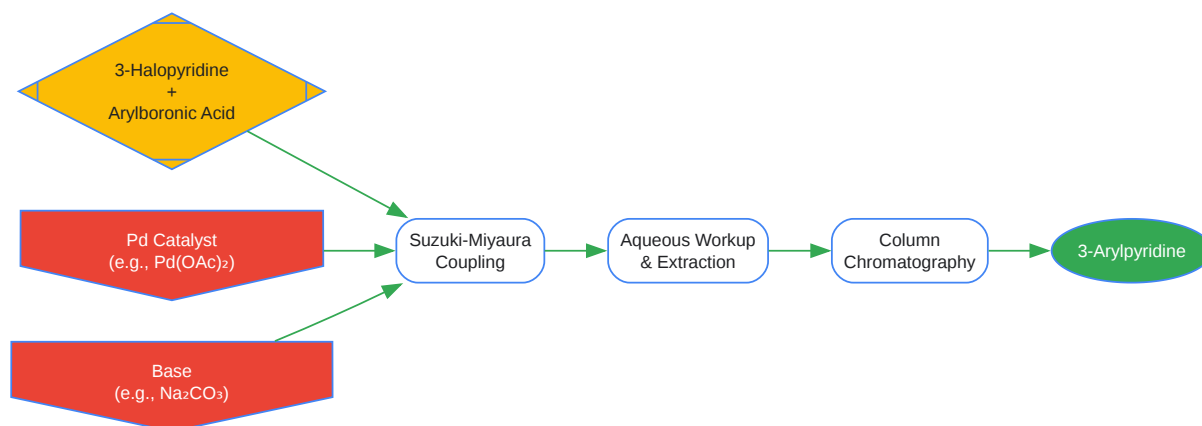 3-Halopyridine
+
Arylboronic Acid
Pd Catalyst
(e.g., Pd(OAc)₂)
Base
(e.g., Na₂CO₃)
Suzuki-Miyaura
Coupling
Aqueous Workup
& Extraction
Column
Chromatography
3-Arylpyridine